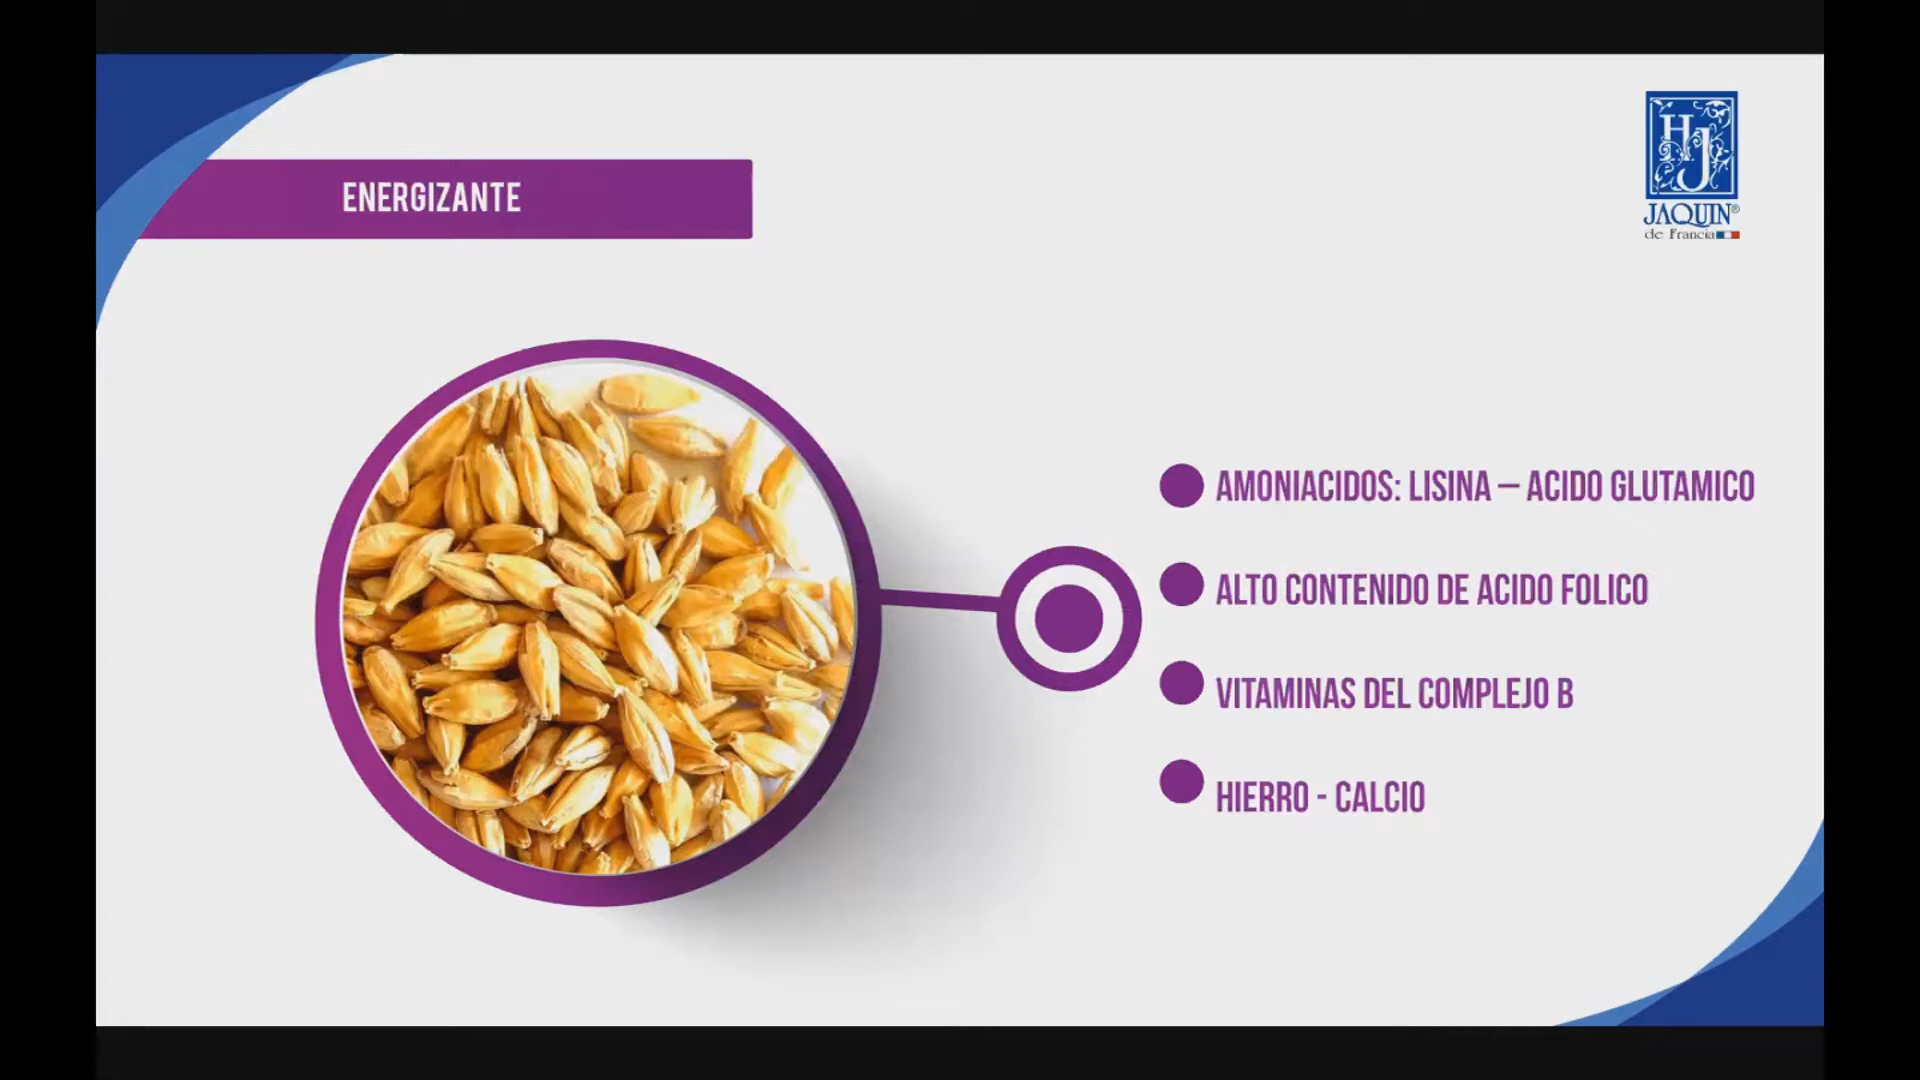 ENERGIZANTE
HJ
JAQUIN®
de Francia
AMONIACIDOS: LISINA – ACIDO GLUTAMICO
ALTO CONTENIDO DE ACIDO FOLICO
VITAMINAS DEL COMPLEJO B
HIERRO - CALCIO